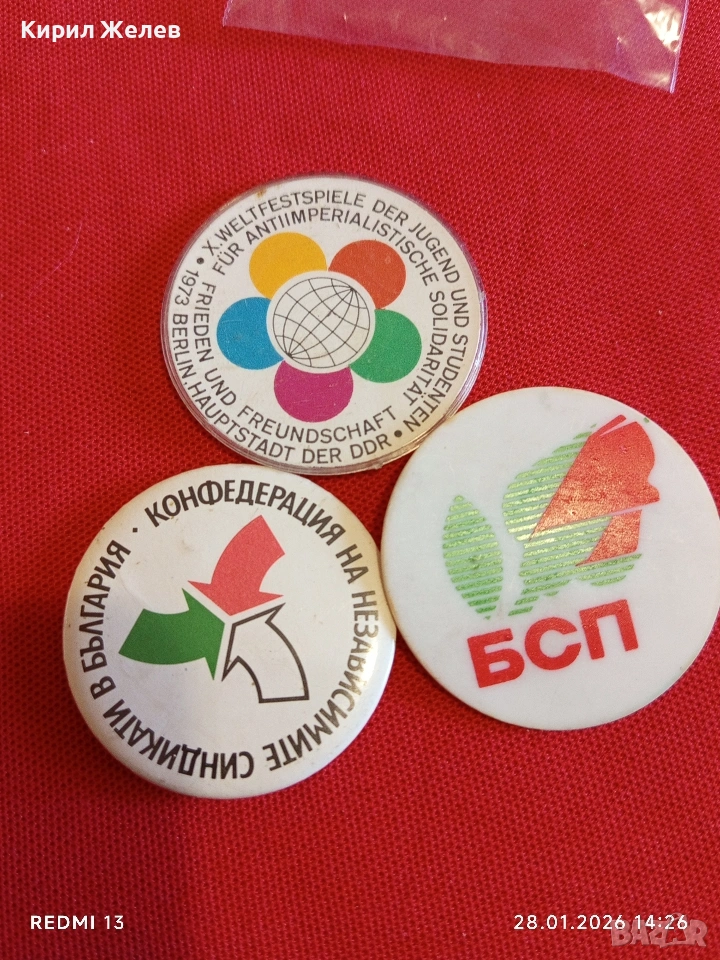 Кирил Желев
X. WELTFESTSPIELE DER JUGEND UND STUDENTEN •
1973 BERLIN HAUPTSTADT DER DDR •
FÜR ANTIIMPERIALISTISCHE SOLIDARITÄT
FRIEDEN UND FREUNDSCHAFT
БСП
• КОНФЕДЕРАЦИЯ НА НЕЗАВИСИМИТЕ СИНДИКАТИ В БЪЛГАРИЯ
REDMI 13
28.01.2026 14:26
BAZAR